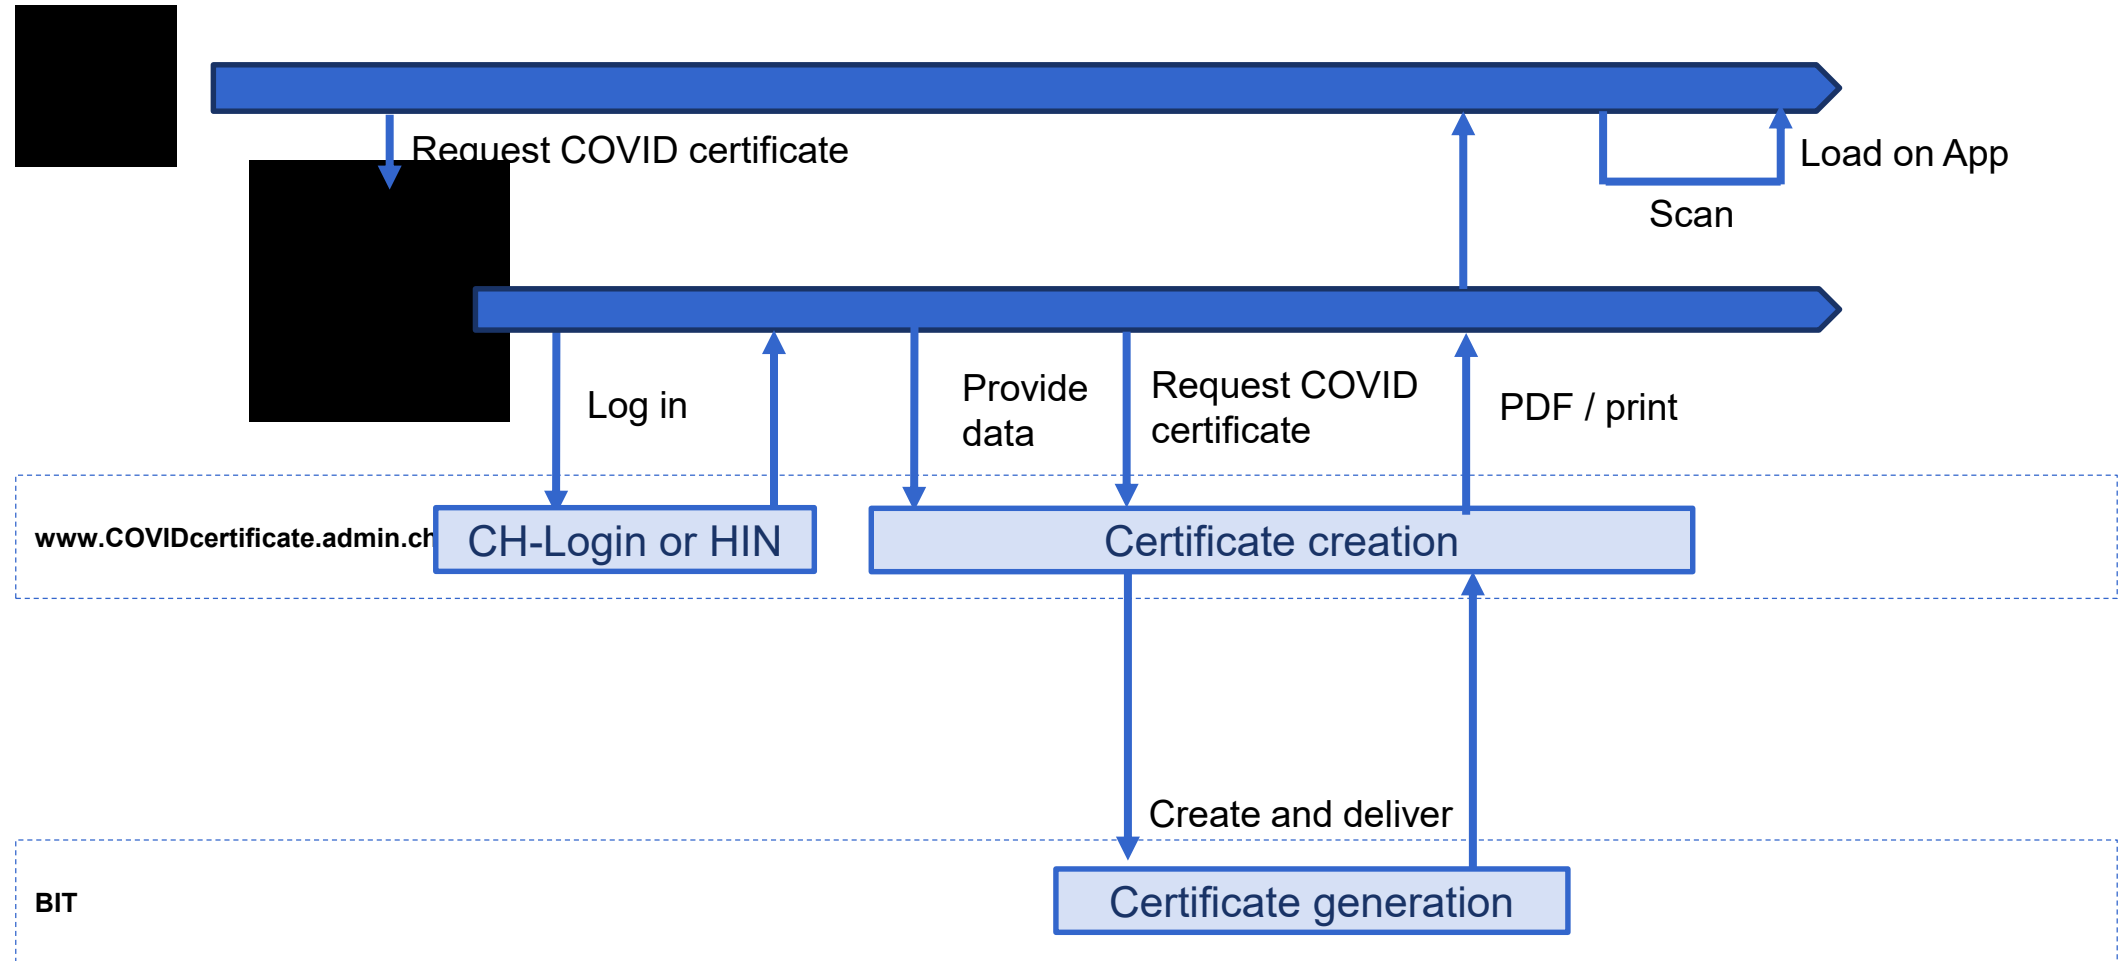 Request COVID certificate
Load on App
Scan
Log in
Provide
data
Request COVID
certificate
PDF / print
www.COVIDcertificate.admin.ch
CH-Login or HIN
Certificate creation
Create and deliver
BIT
Certificate generation